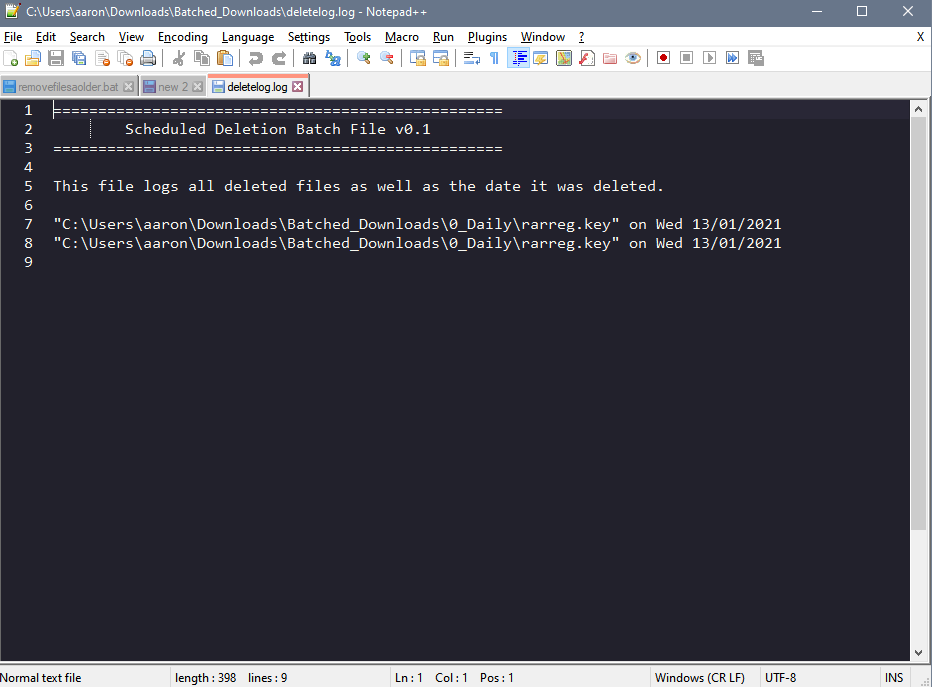 C:\Users\aaron\Downloads\Batched_Downloads\deletelog.log - Notepad++
File Edit Search View Encoding Language Settings Tools Macro Run Plugins Window ? X
removefilesaolder.bat new 2 deletelog.log
1 ==================================================
2 Scheduled Deletion Batch File v0.1
3 ==================================================
4
5 This file logs all deleted files as well as the date it was deleted.
6
7 "C:\Users\aaron\Downloads\Batched_Downloads\0_Daily\rarreg.key" on Wed 13/01/2021
8 "C:\Users\aaron\Downloads\Batched_Downloads\0_Daily\rarreg.key" on Wed 13/01/2021
9
Normal text file length : 398 lines : 9 Ln : 1 Col : 1 Pos : 1 Windows (CR LF) UTF-8 INS